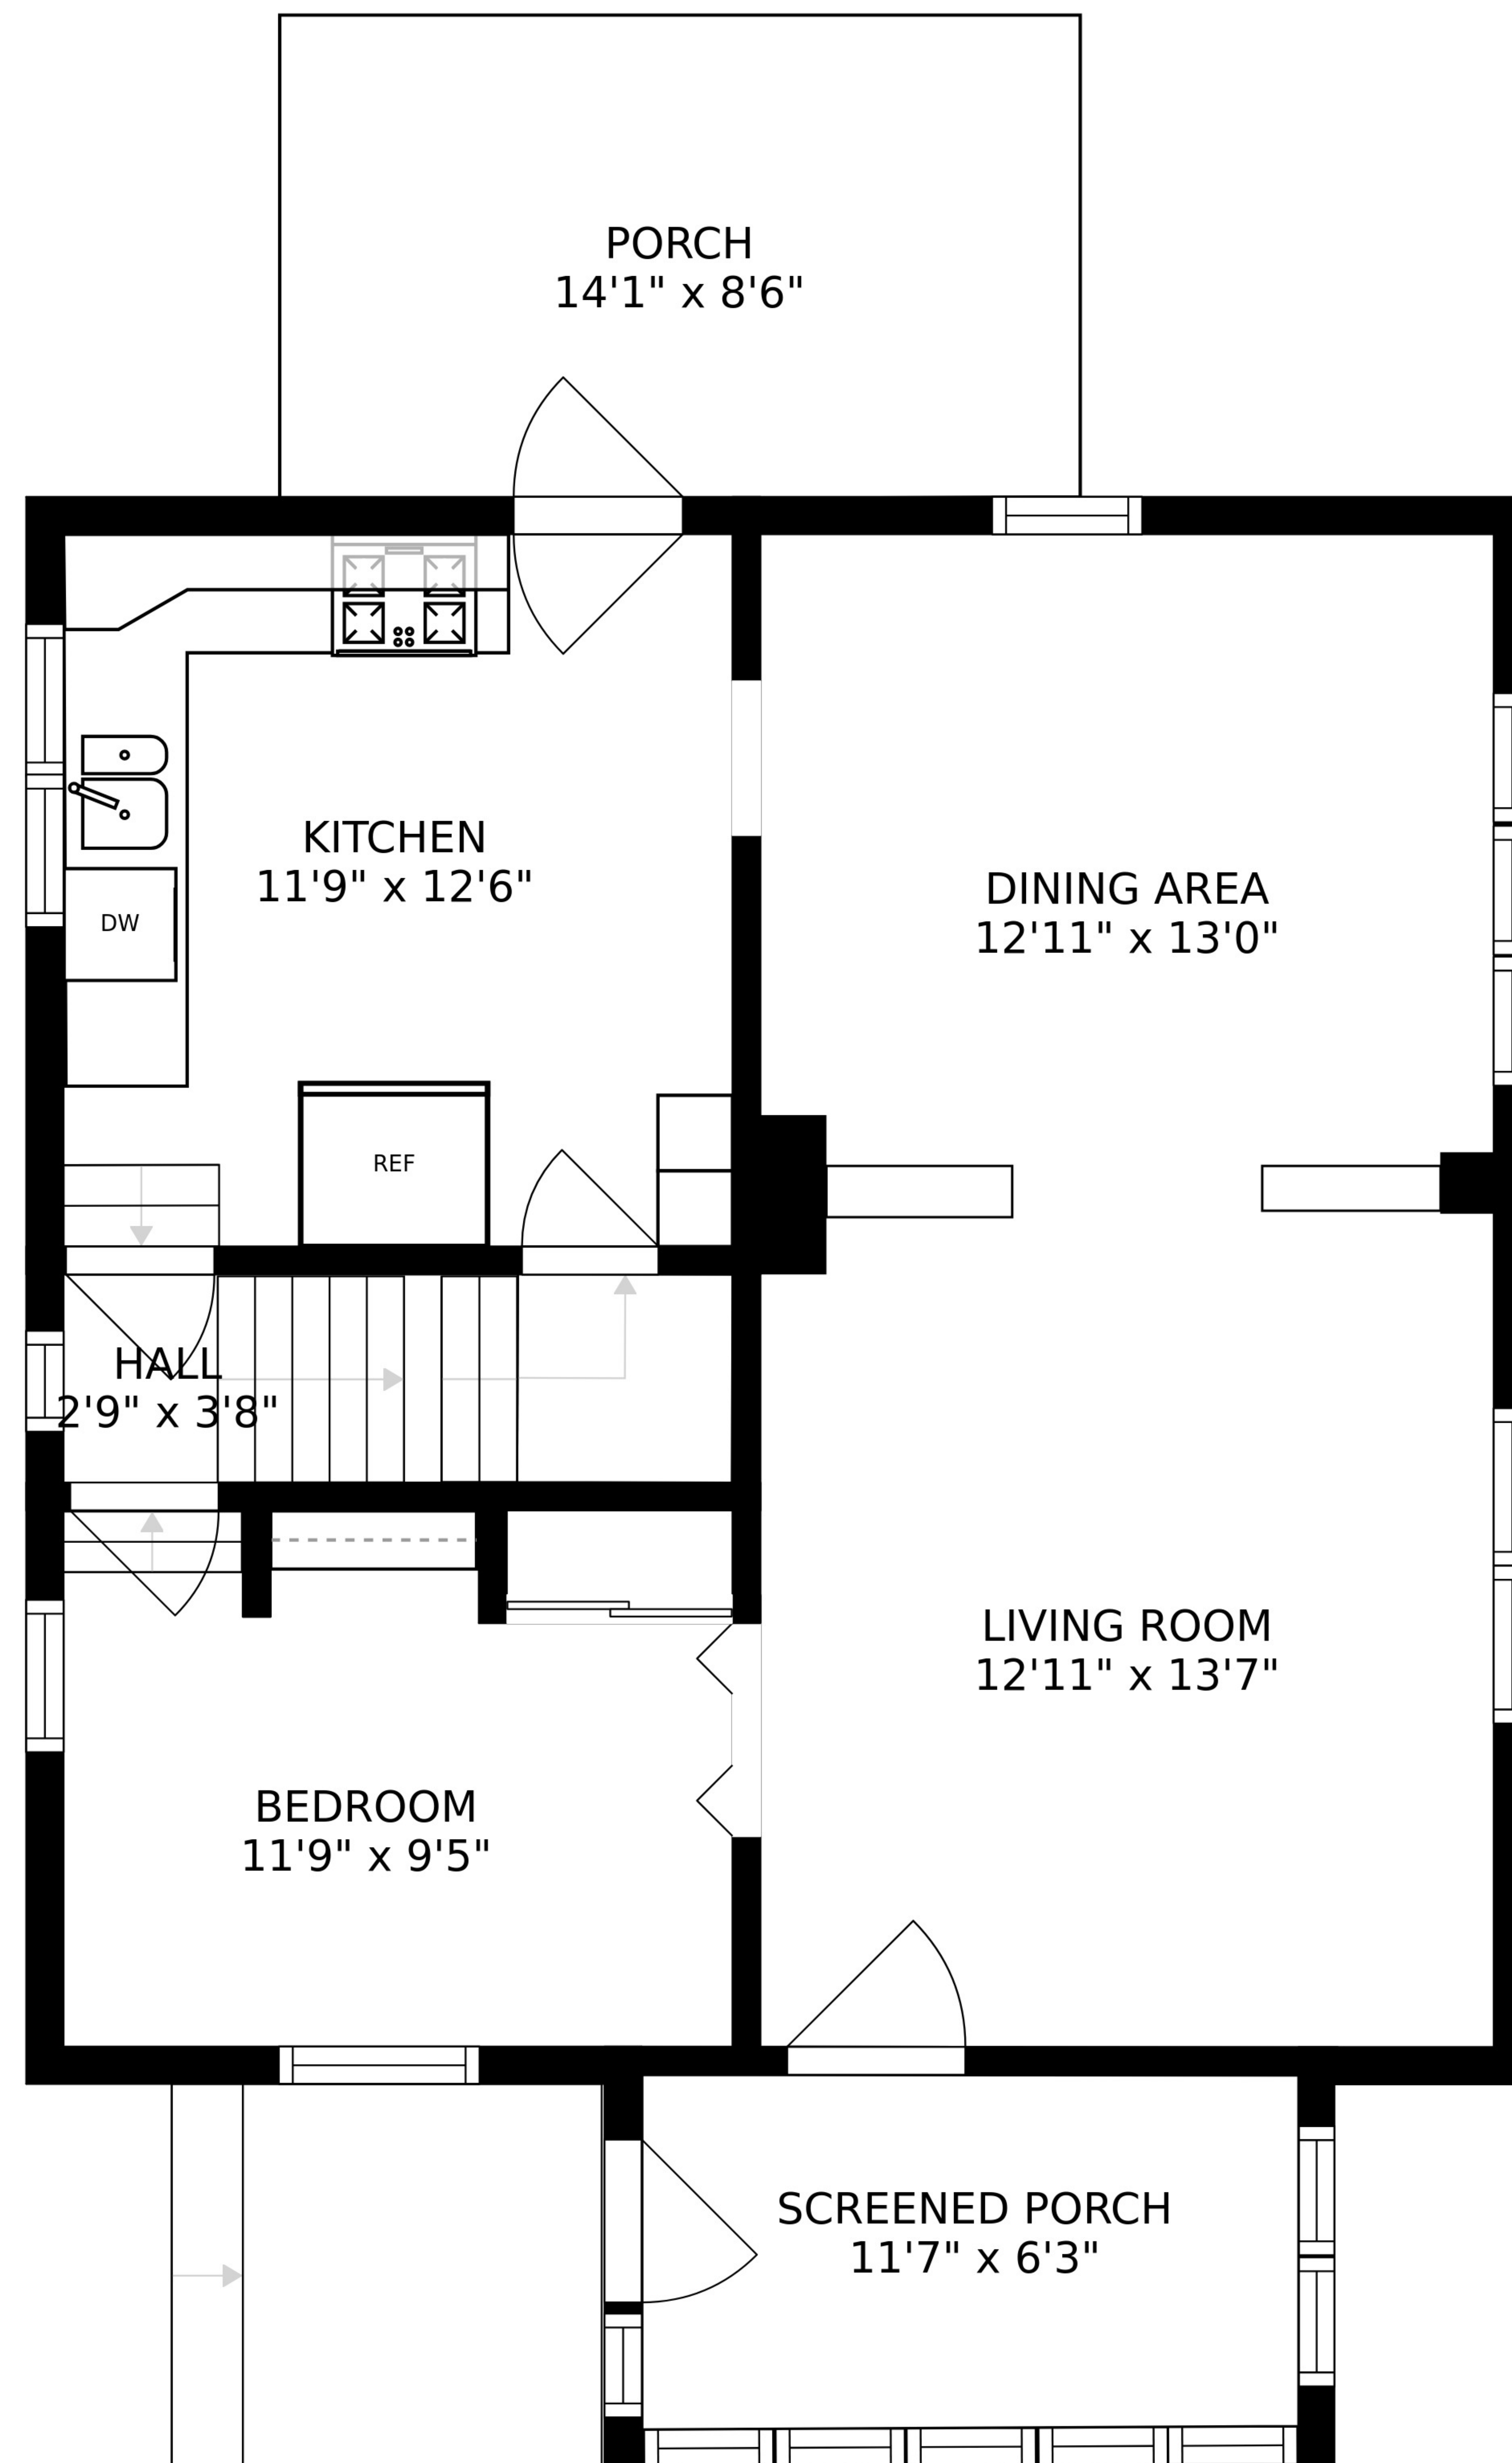 PORCH
14'1" x 8'6"
KITCHEN
11'9" x 12'6"
DINING AREA
12'11" x 13'0"
DW
REF
HALL
2'9" x 3'8"
LIVING ROOM
12'11" x 13'7"
BEDROOM
11'9" x 9'5"
SCREENED PORCH
11'7" x 6'3"